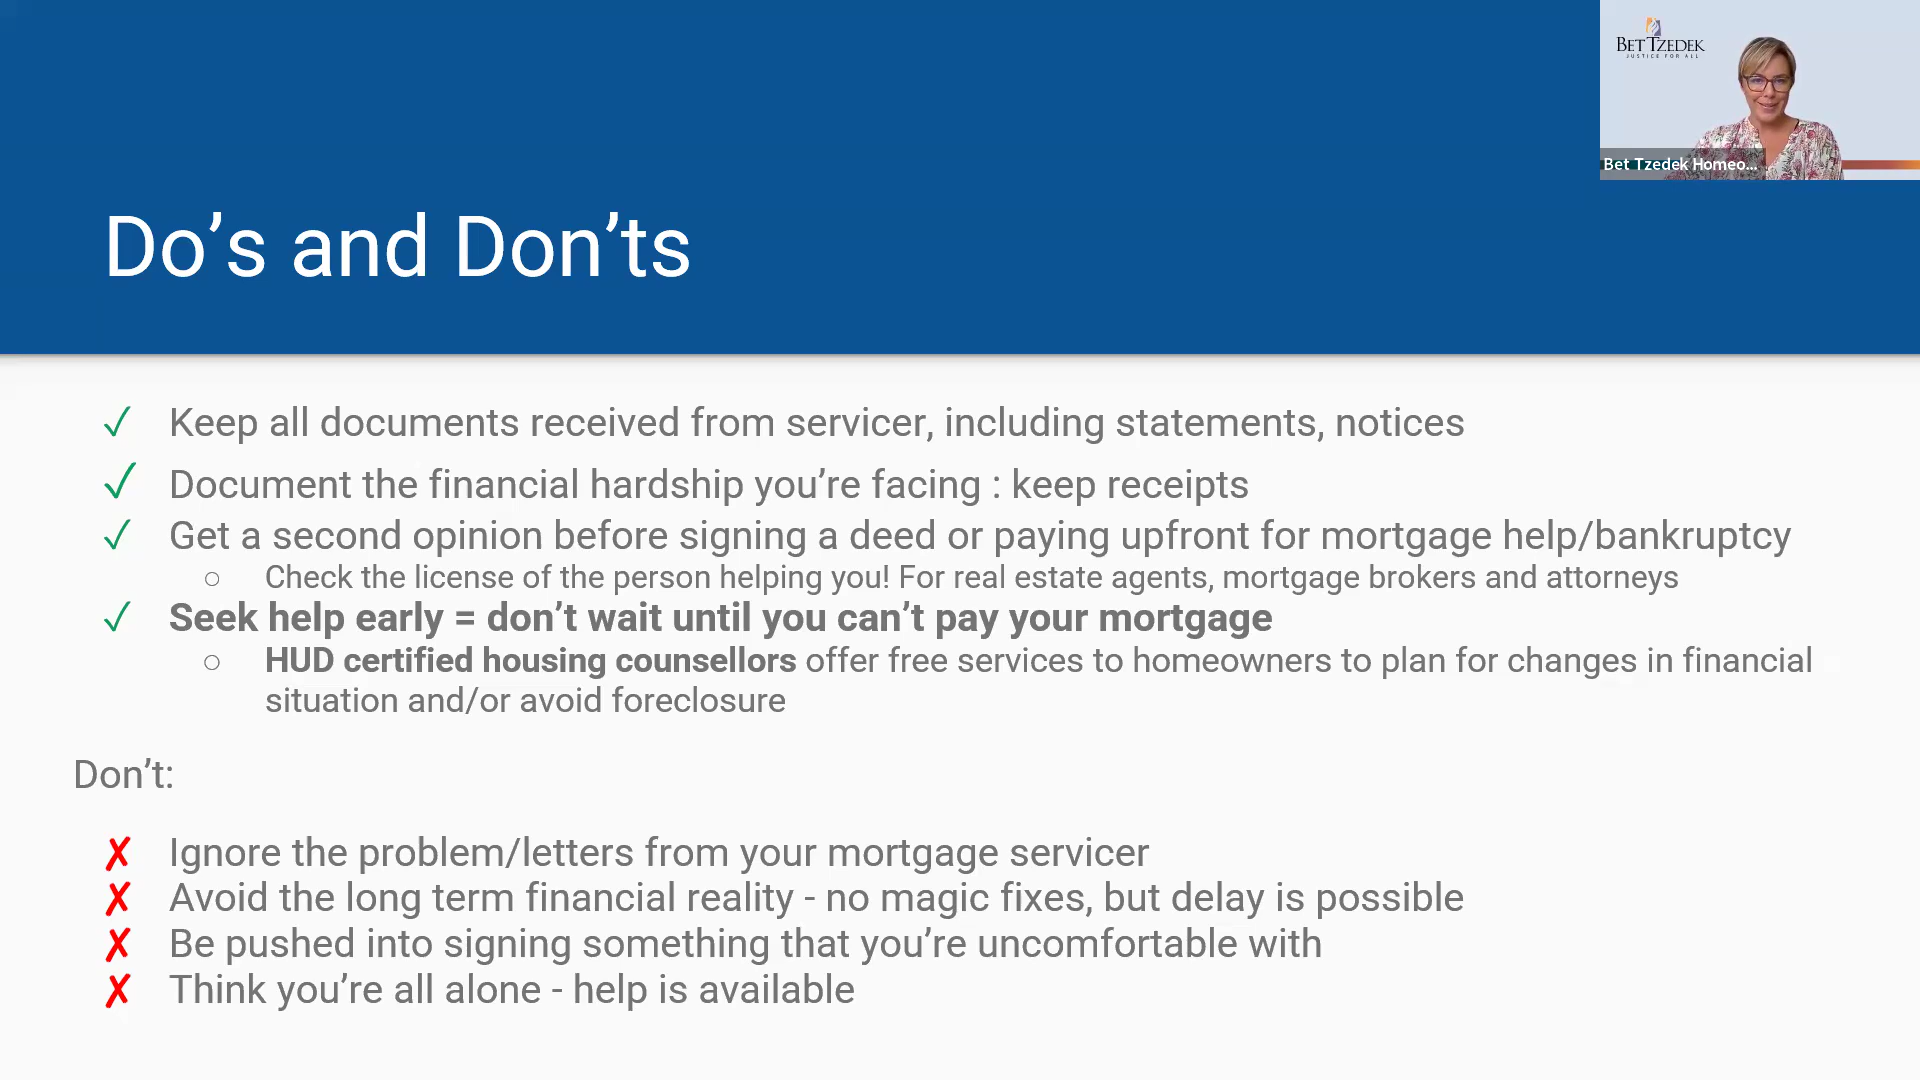 BET TZEDEK
JUSTICE FOR ALL
Bet Tzedek Homeo...
Do’s and Don’ts
✓ Keep all documents received from servicer, including statements, notices
✓ Document the financial hardship you’re facing : keep receipts
✓ Get a second opinion before signing a deed or paying upfront for mortgage help/bankruptcy
○ Check the license of the person helping you! For real estate agents, mortgage brokers and attorneys
✓ Seek help early = don’t wait until you can’t pay your mortgage
○ HUD certified housing counsellors offer free services to homeowners to plan for changes in financial
situation and/or avoid foreclosure
Don’t:
✗ Ignore the problem/letters from your mortgage servicer
✗ Avoid the long term financial reality - no magic fixes, but delay is possible
✗ Be pushed into signing something that you’re uncomfortable with
✗ Think you’re all alone - help is available